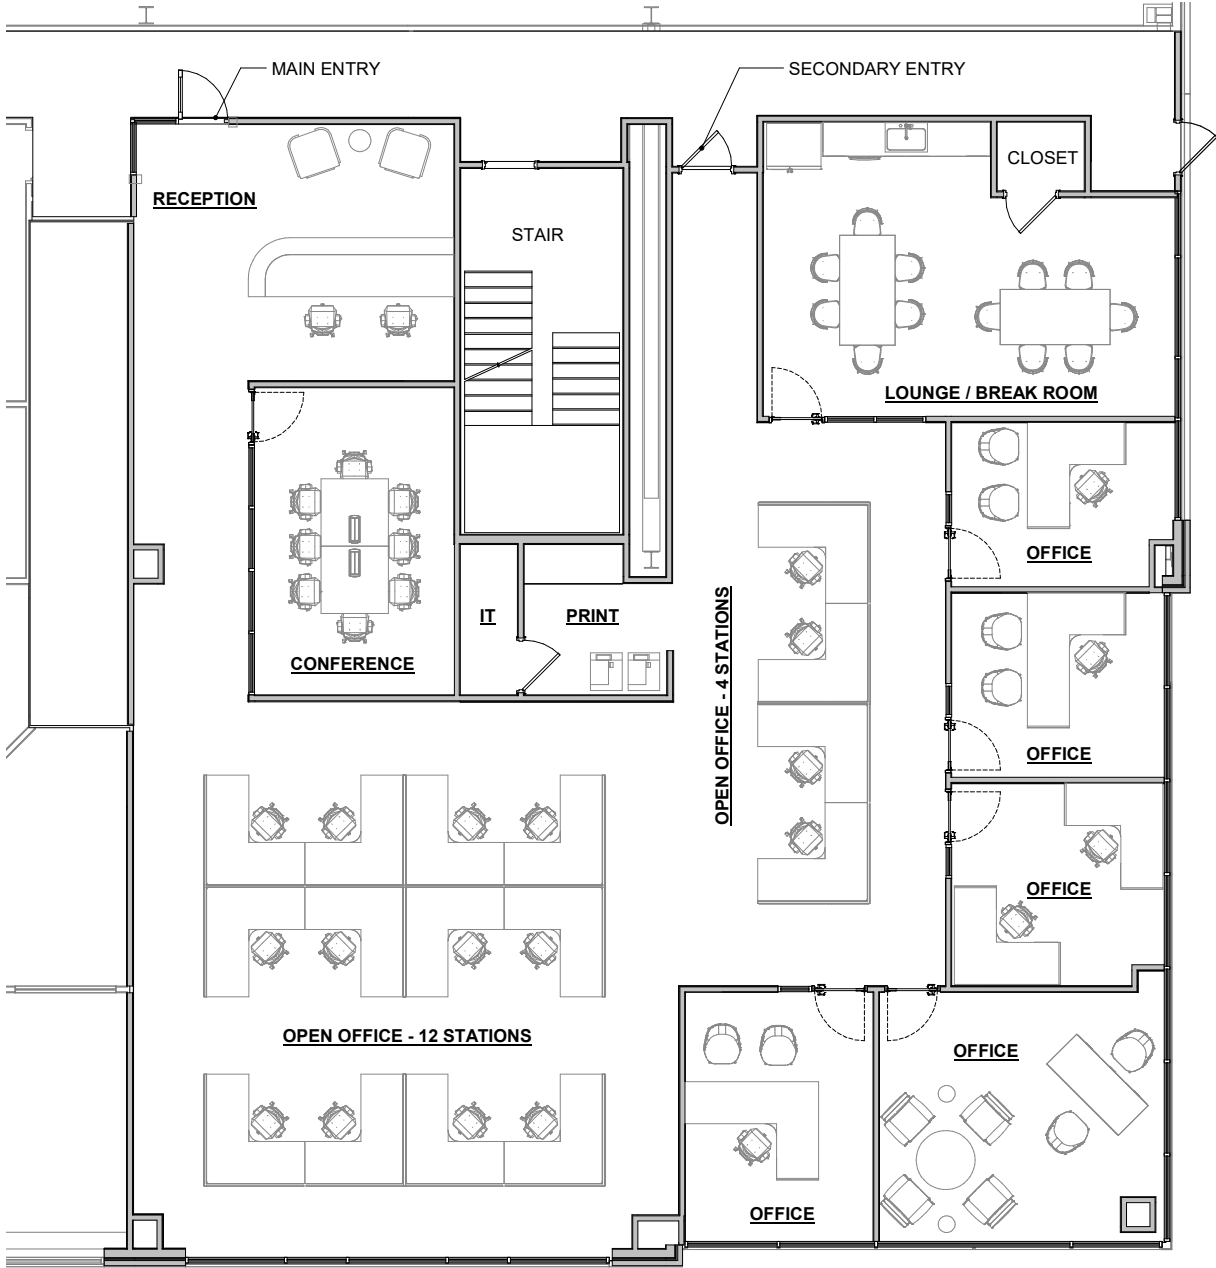 MAIN ENTRY
SECONDARY ENTRY
CLOSET
RECEPTION
STAIR
LOUNGE / BREAK ROOM
OFFICE
IT
PRINT
CONFERENCE
OPEN OFFICE - 4 STATIONS
OFFICE
OFFICE
OPEN OFFICE - 12 STATIONS
OFFICE
OFFICE